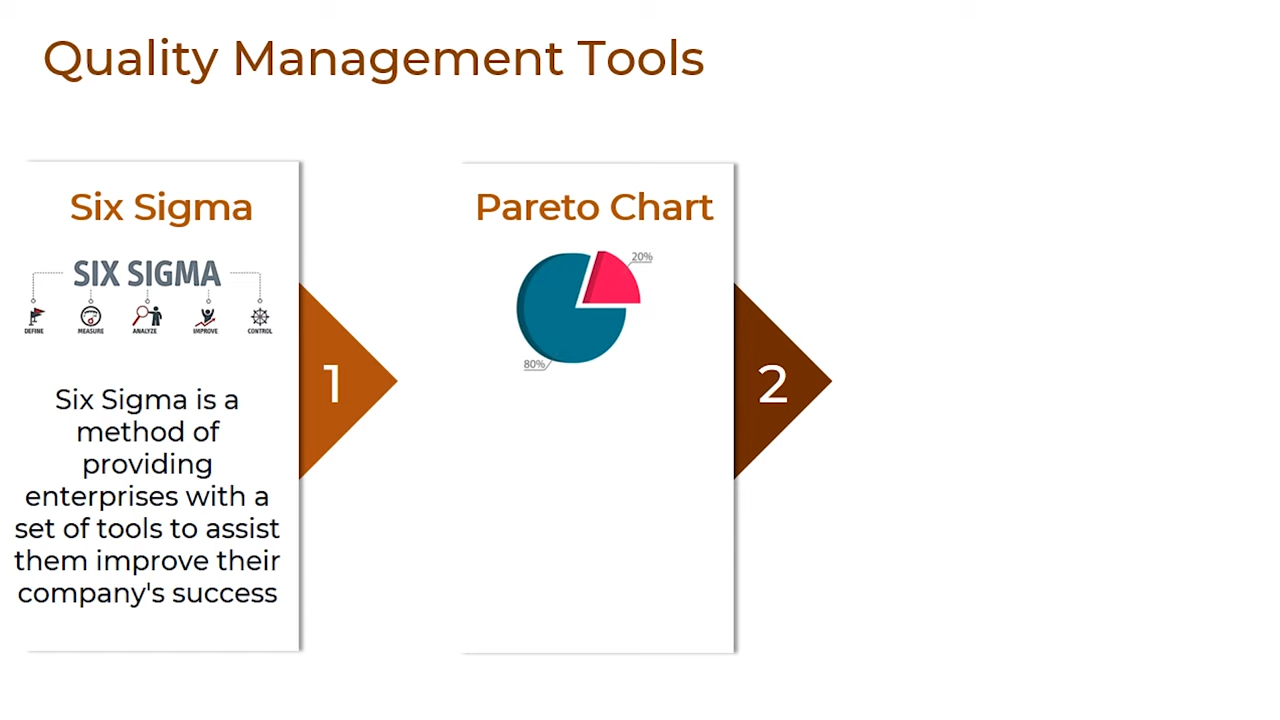 Quality Management Tools
Six Sigma
SIX SIGMA
DEFINE
MEASURE
ANALYZE
IMPROVE
CONTROL
Six Sigma is a
method of
providing
enterprises with a
set of tools to assist
them improve their
company's success
1
Pareto Chart
20%
80%
2